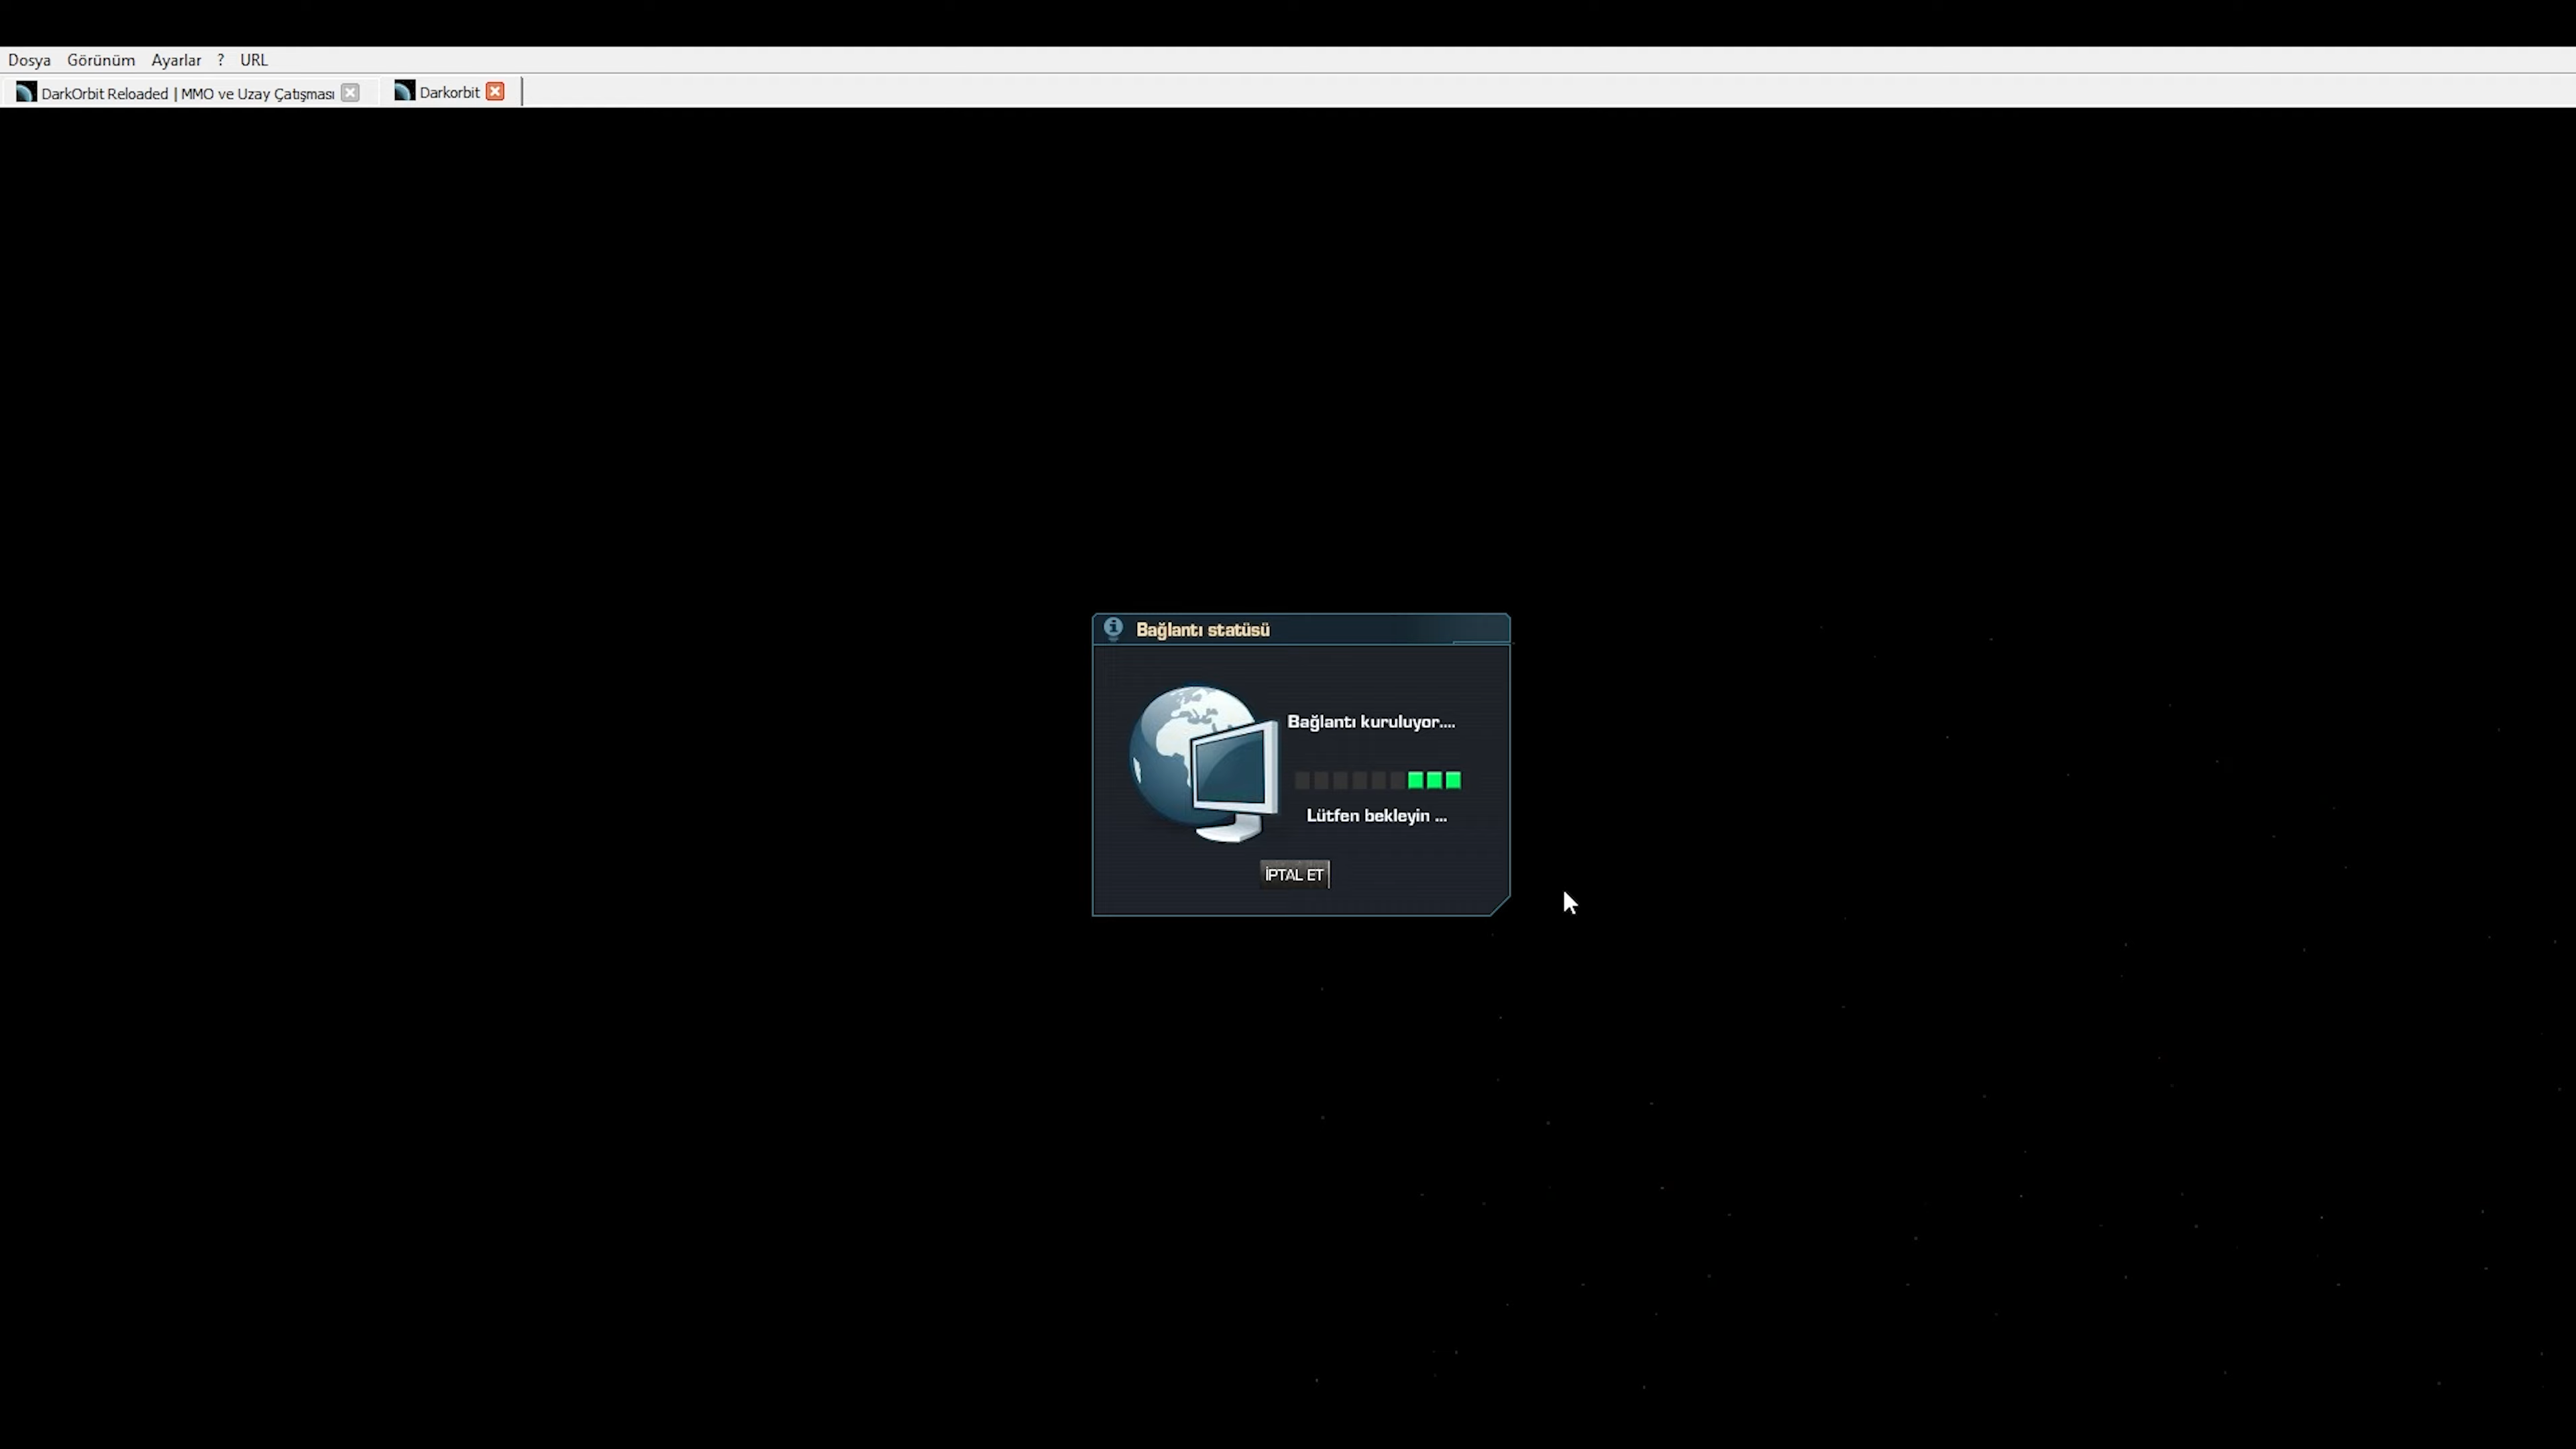 Dosya Görünüm Ayarlar ? URL
DarkOrbit Reloaded | MMO ve Uzay Çatışması Darkorbit
Bağlantı statüsü
Bağlantı kuruluyor....
Lütfen bekleyin ...
İPTAL ET